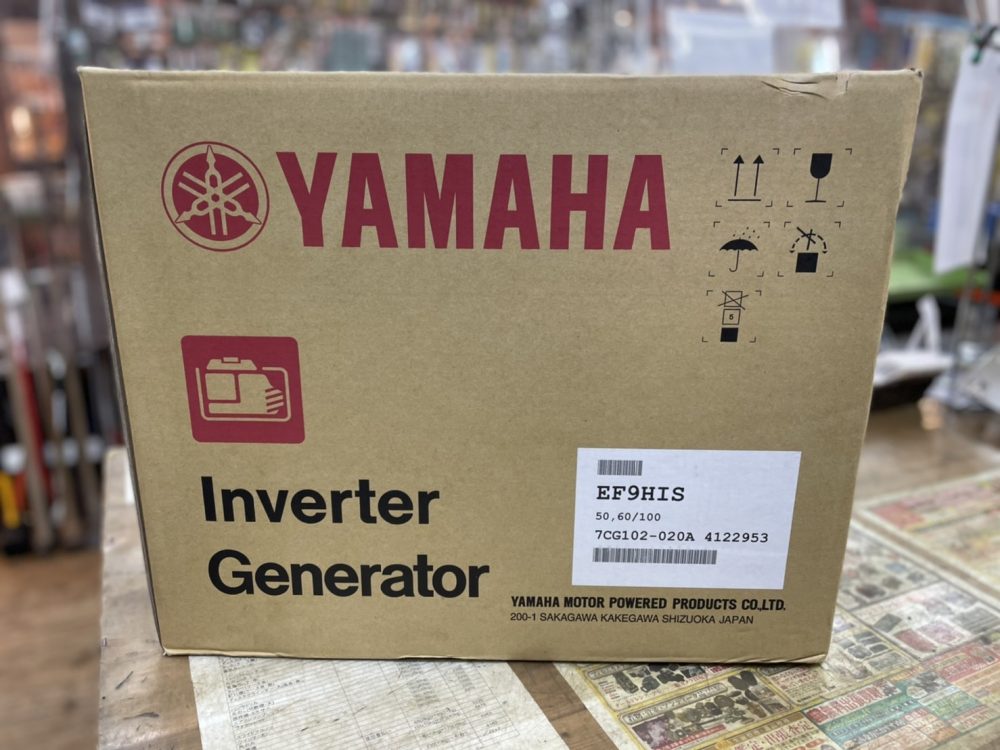 YAMAHA
5
Inverter
Generator
EF9HIS
50,60/100
7CG102-020A 4122953
YAMAHA MOTOR POWERED PRODUCTS CO.,LTD.
200-1 SAKAGAWA KAKEGAWA SHIZUOKA JAPAN